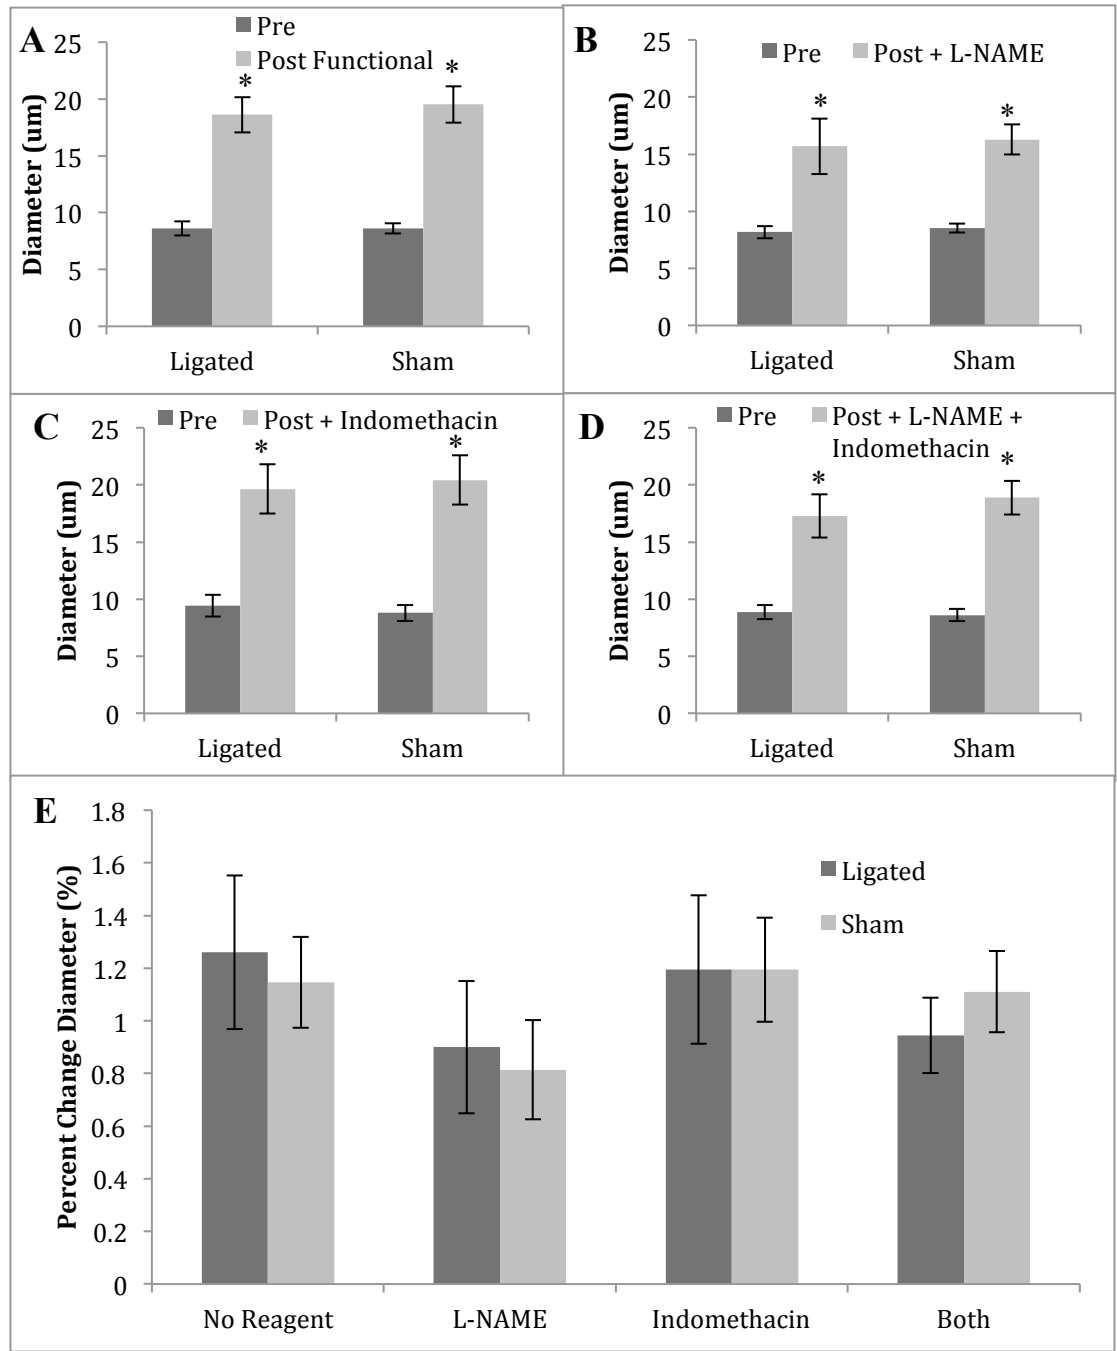 A
Pre
Post Functional
Diameter (um)
25
20
15
10
5
0
*
*
Ligated
Sham
B
Pre
Post + L-NAME
Diameter (um)
25
20
15
10
5
0
*
*
Ligated
Sham
C
Pre
Post + Indomethacin
Diameter (um)
25
20
15
10
5
0
*
*
Ligated
Sham
D
Pre
Post + L-NAME +
Indomethacin
Diameter (um)
25
20
15
10
5
0
*
*
Ligated
Sham
E
Percent Change Diameter (%)
1.8
1.6
1.4
1.2
1
0.8
0.6
0.4
0.2
0
Ligated
Sham
No Reagent
L-NAME
Indomethacin
Both